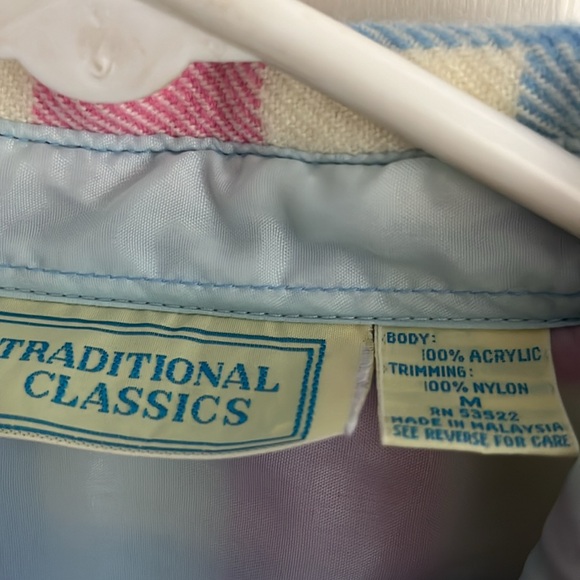 TRADITIONAL
CLASSICS
BODY:
100% ACRYLIC
TRIMMING:
100% NYLON
M
RN 53522
MADE IN MALAYSIA
SEE REVERSE FOR CARE